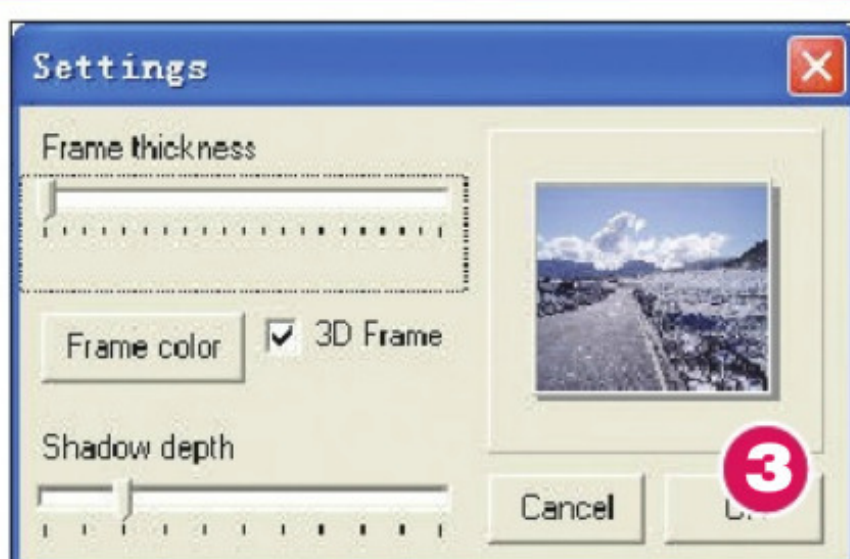 Settings
Frame thickness
Frame color
3D Frame
Shadow depth
Cancel
3